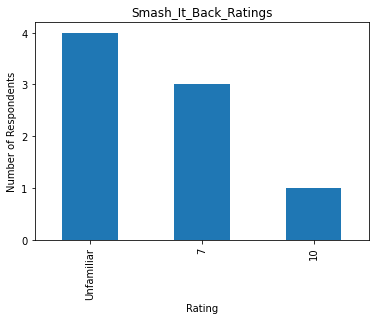 Smash_It_Back_Ratings
Number of Respondents
4
3
2
1
0
Unfamiliar
7
10
Rating